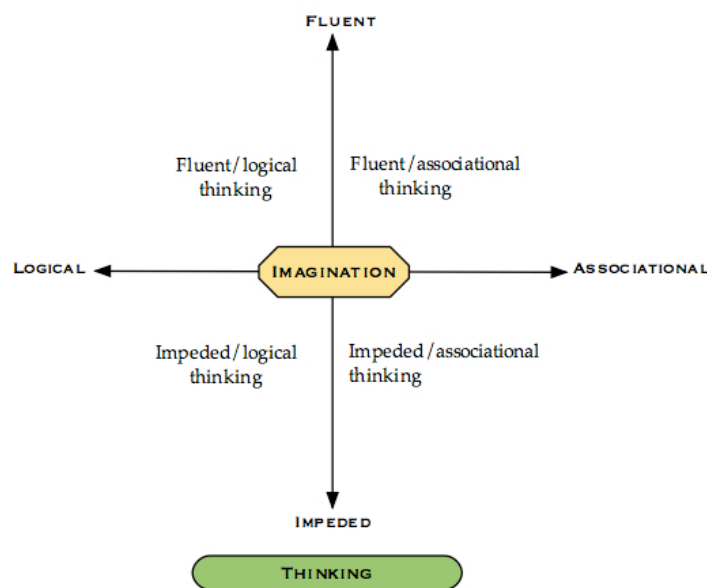 FLUENT
Fluent/logical
thinking
Fluent/associational
thinking
LOGICAL
IMAGINATION
ASSOCIATIONAL
Impeded/logical
thinking
Impeded/associational
thinking
IMPEDED
THINKING